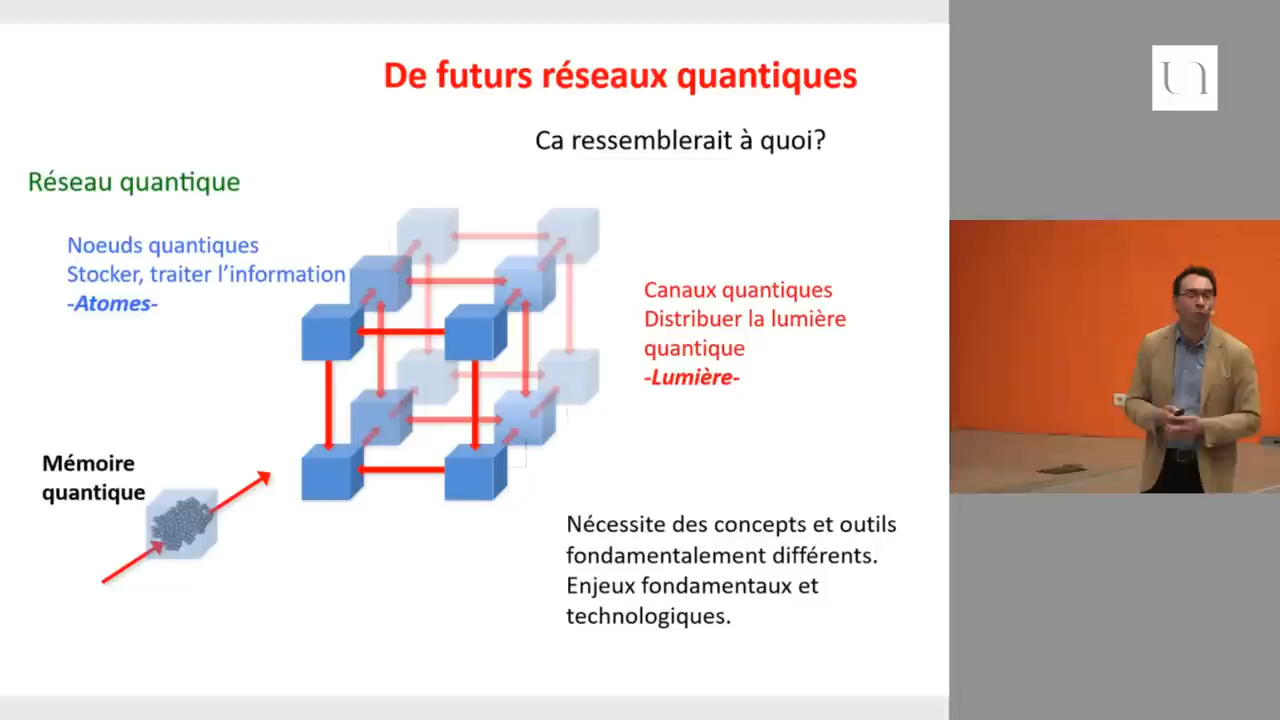 De futurs réseaux quantiques
Ca ressemblerait à quoi?
Réseau quantique
Noeuds quantiques
Stocker, traiter l'information
-Atomes-
Canaux quantiques
Distribuer la lumière
quantique
-Lumière-
Mémoire
quantique
Nécessite des concepts et outils
fondamentalement différents.
Enjeux fondamentaux et
technologiques.